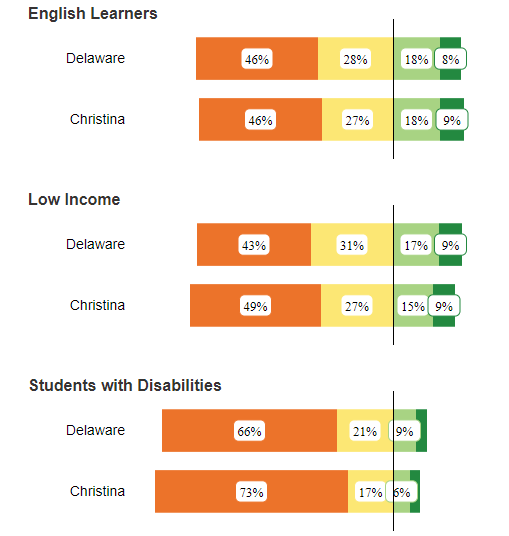 English Learners
Delaware 46% 28% 18% 8%
Christina 46% 27% 18% 9%
Low Income
Delaware 43% 31% 17% 9%
Christina 49% 27% 15% 9%
Students with Disabilities
Delaware 66% 21% 9%
Christina 73% 17% 6%